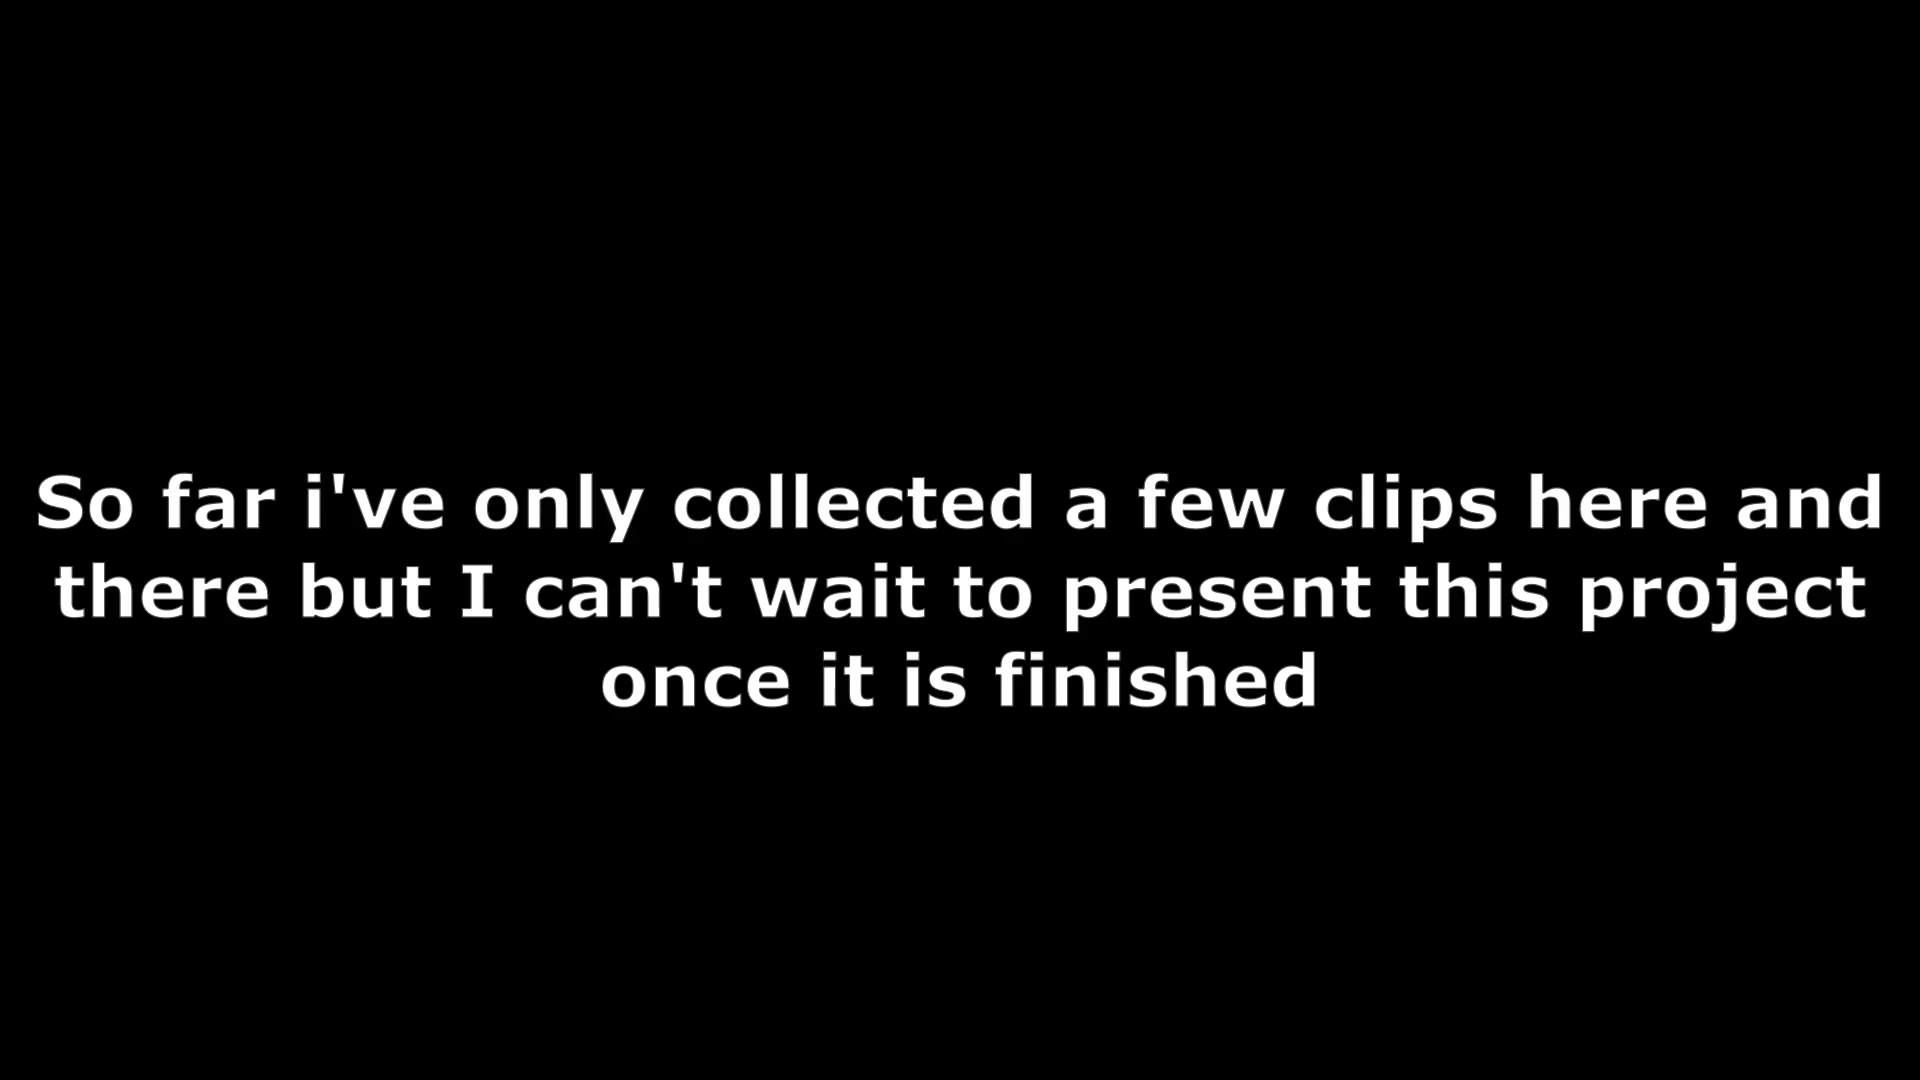 So far i've only collected a few clips here and
there but I can't wait to present this project
once it is finished